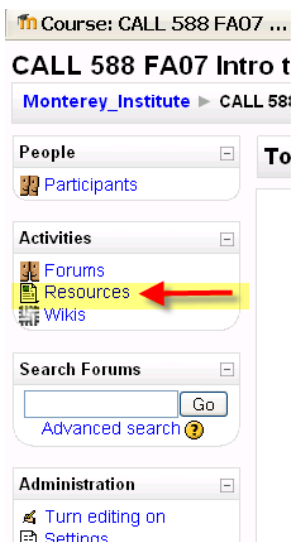 Course: CALL 588 FA07 ...
CALL 588 FA07 Intro t
Monterey_Institute ► CALL 588
People
To
Participants
Activities
Forums
Resources
Wikis
Search Forums
Go
Advanced search ?
Administration
Turn editing on
Settings